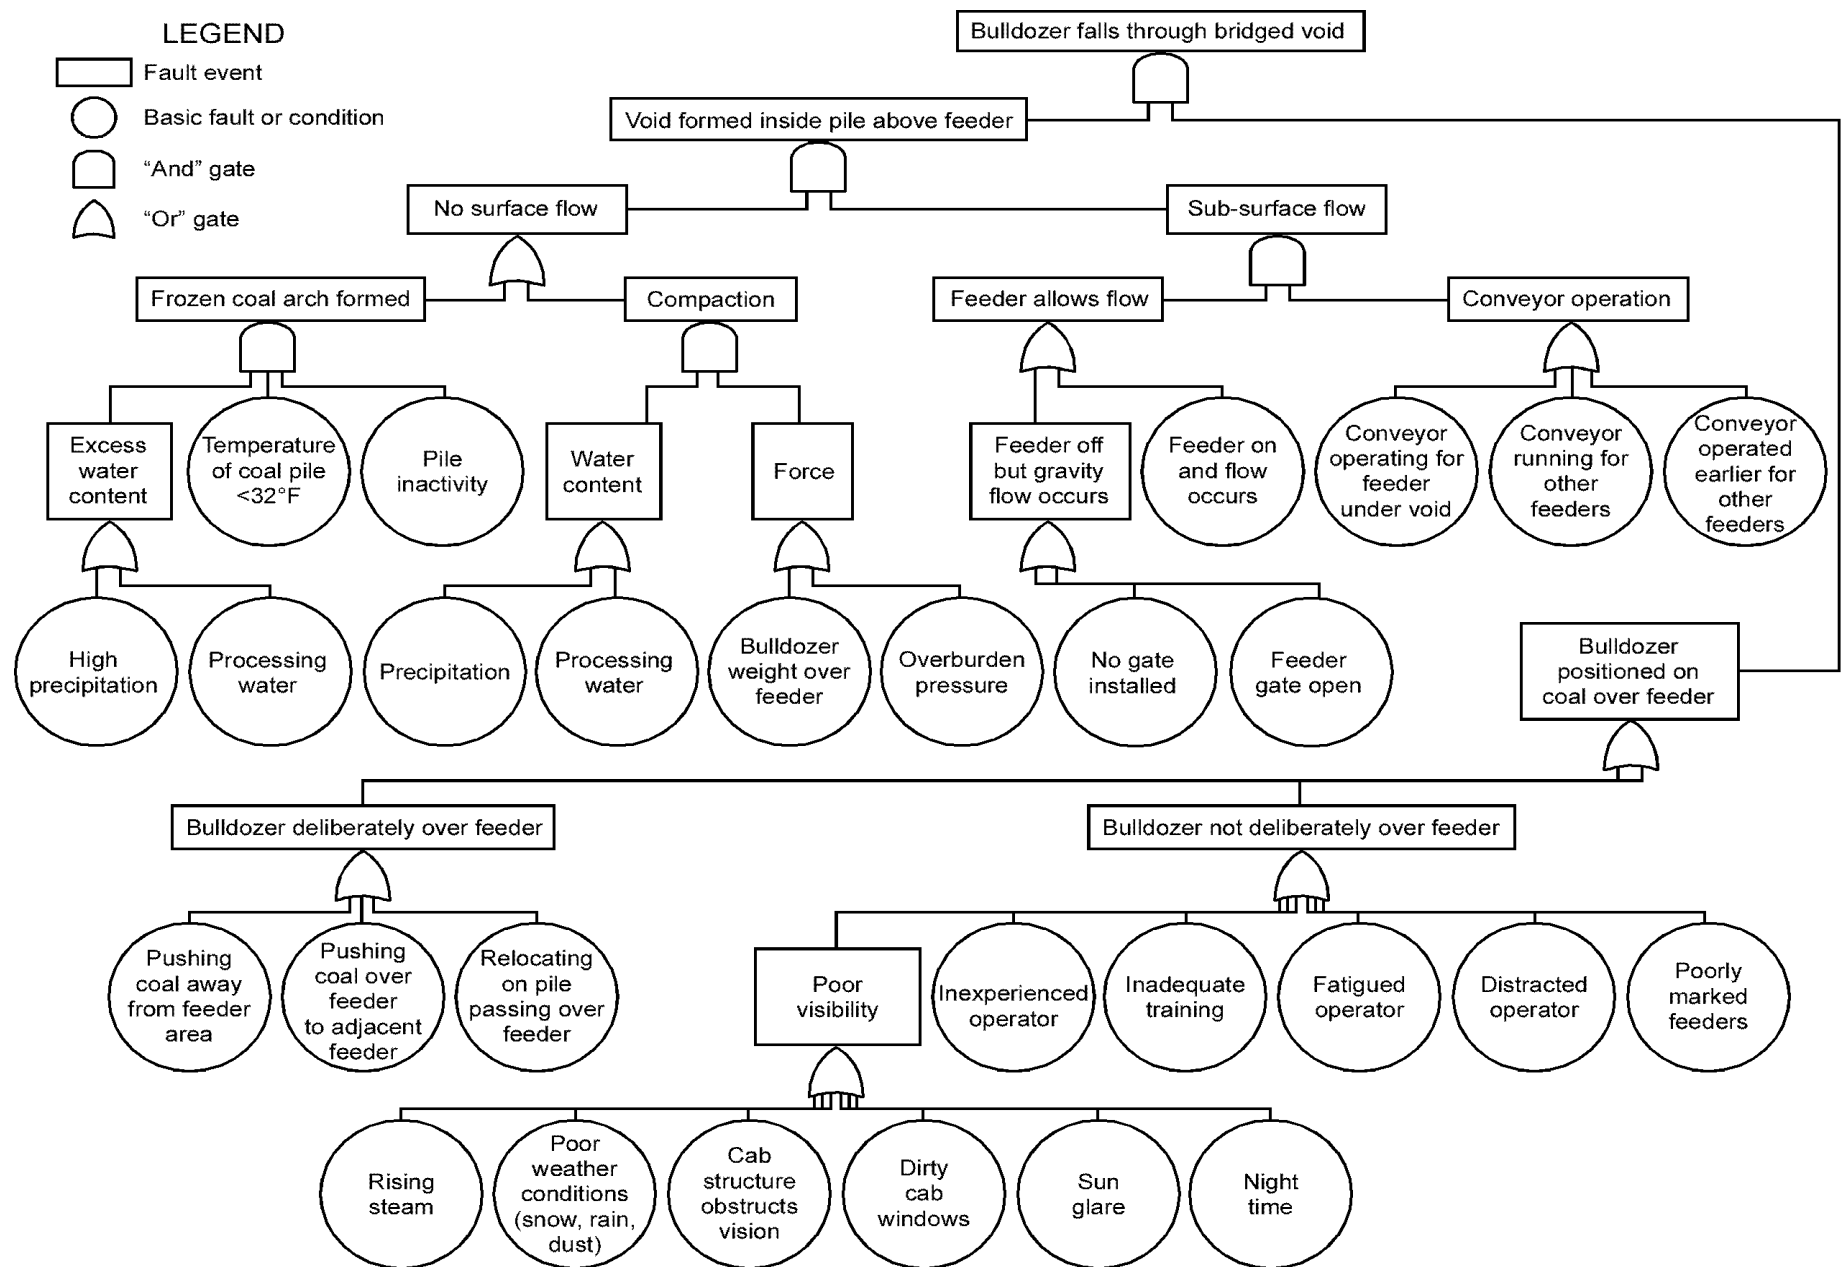 LEGEND
Fault event
Basic fault or condition
“And” gate
“Or” gate
Bulldozer falls through bridged void
Void formed inside pile above feeder
No surface flow
Sub-surface flow
Frozen coal arch formed
Compaction
Feeder allows flow
Conveyor operation
Excess
water
content
Temperature
of coal pile
<32°F
Pile
inactivity
Water
content
Force
Feeder off
but gravity
flow occurs
Feeder on
and flow
occurs
Conveyor
operating for
feeder
under void
Conveyor
running for
other
feeders
Conveyor
operated
earlier for
other
feeders
High
precipitation
Processing
water
Precipitation
Processing
water
Bulldozer
weight over
feeder
Overburden
pressure
No gate
installed
Feeder
gate open
Bulldozer
positioned on
coal over feeder
Bulldozer deliberately over feeder
Bulldozer not deliberately over feeder
Pushing
coal away
from feeder
area
Pushing
coal over
feeder
to adjacent
feeder
Relocating
on pile
passing over
feeder
Poor
visibility
Inexperienced
operator
Inadequate
training
Fatigued
operator
Distracted
operator
Poorly
marked
feeders
Rising
steam
Poor
weather
conditions
(snow, rain,
dust)
Cab
structure
obstructs
vision
Dirty
cab
windows
Sun
glare
Night
time